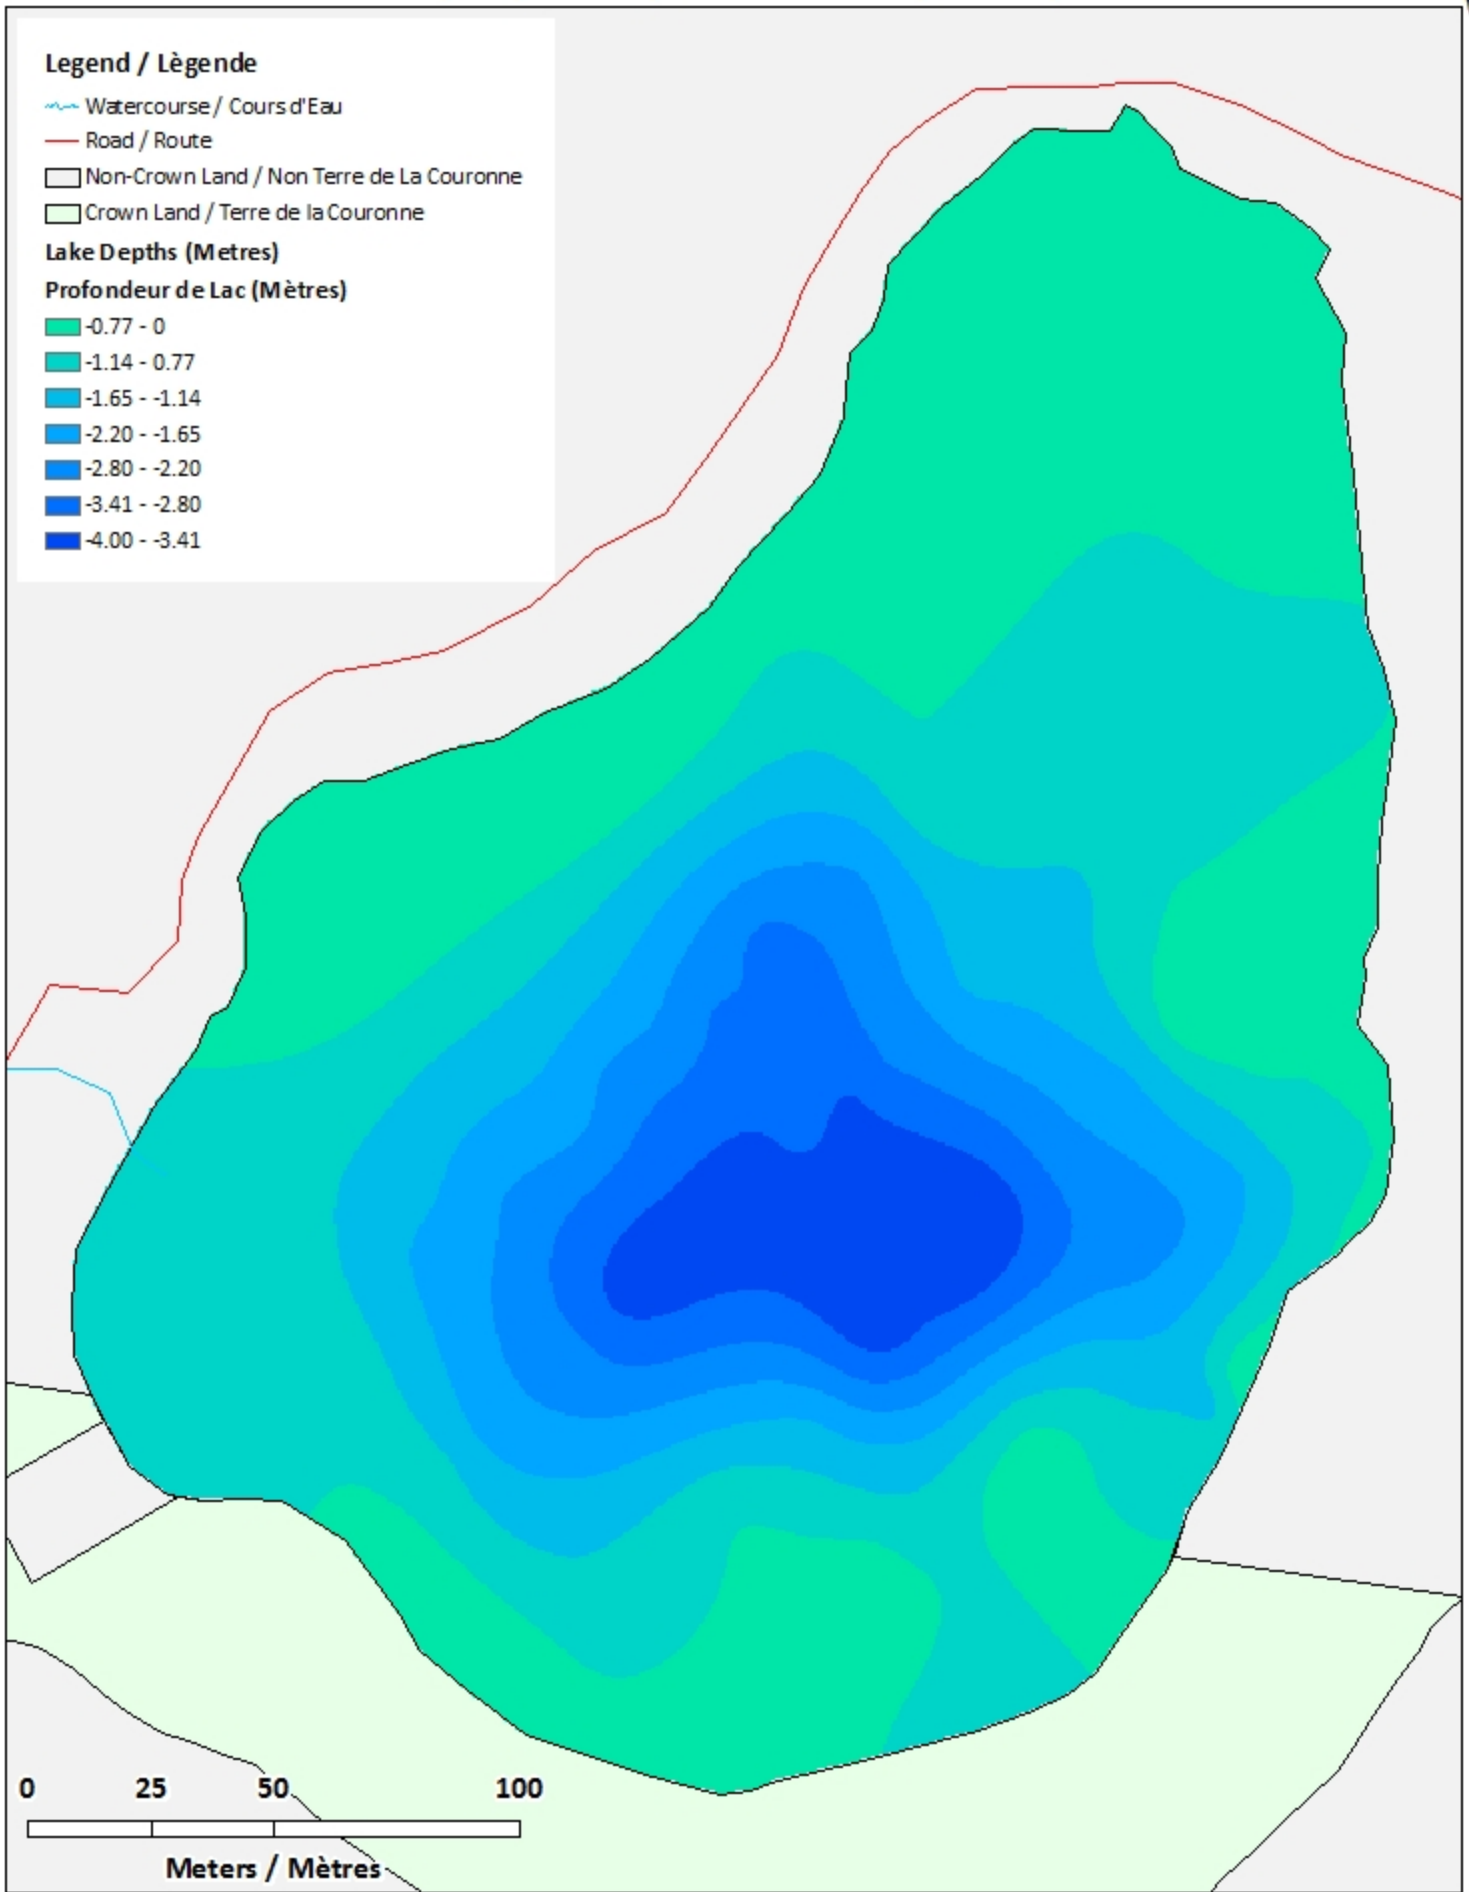 Legend / Lègende
Watercourse / Cours d'Eau
Road / Route
Non-Crown Land / Non Terre de La Couronne
Crown Land / Terre de la Couronne
Lake Depths (Metres)
Profondeur de Lac (Mètres)
-0.77 - 0
-1.14 - 0.77
-1.65 - -1.14
-2.20 - -1.65
-2.80 - -2.20
-3.41 - -2.80
-4.00 - -3.41
0 25 50 100
Meters / Mètres